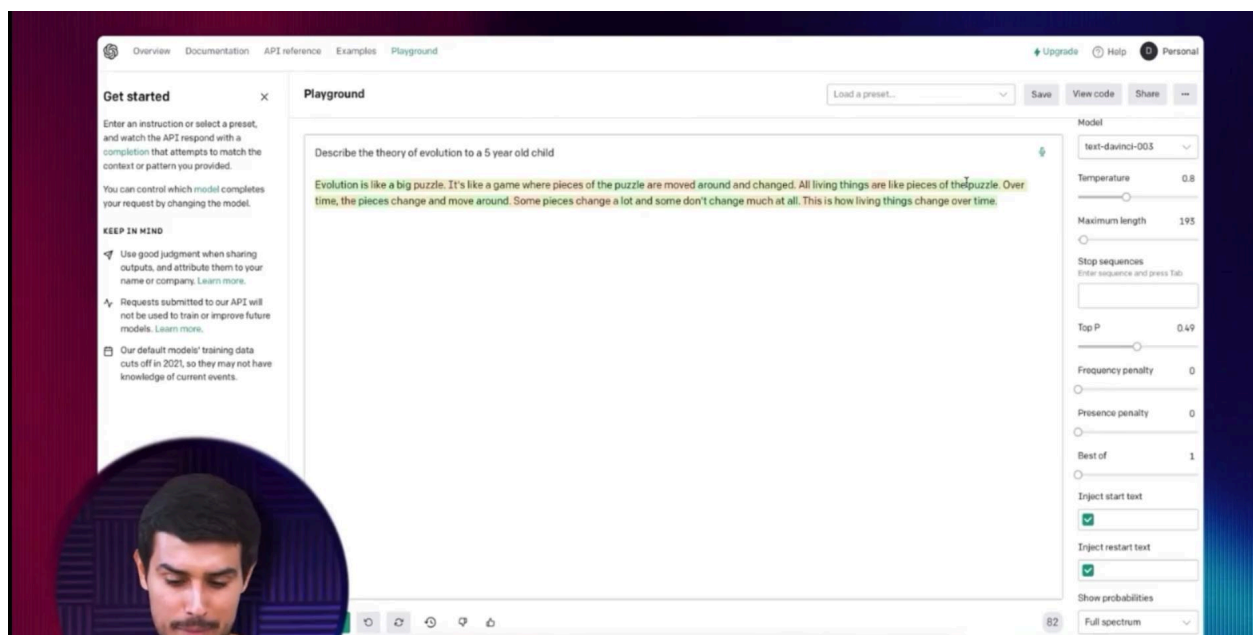 Overview Documentation API reference Examples Playground
Upgrade Help D Personal
Get started
Playground
Load a preset...
Save
View code
Share
...
Enter an instruction or select a preset,
and watch the API respond with a
completion that attempts to match the
context or pattern you provided.
You can control which model completes
your request by changing the model.
KEEP IN MIND
Use good judgment when sharing
outputs, and attribute them to your
name or company. Learn more.
Requests submitted to our API will
not be used to train or improve future
models. Learn more.
Our default models' training data
cuts off in 2021, so they may not have
knowledge of current events.
Describe the theory of evolution to a 5 year old child
Evolution is like a big puzzle. It's like a game where pieces of the puzzle are moved around and changed. All living things are like pieces of the puzzle. Over
time, the pieces change and move around. Some pieces change a lot and some don't change much at all. This is how living things change over time.
82
Model
text-davinci-003
Temperature 0.8
Maximum length 193
Stop sequences
Enter sequence and press Tab
Top P 0.49
Frequency penalty 0
Presence penalty 0
Best of 1
Inject start text
Inject restart text
Show probabilities
Full spectrum